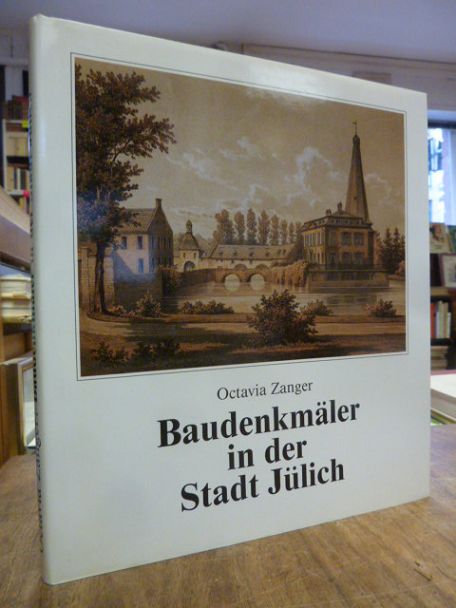 Octavia Zanger
Baudenkmäler
in der
Stadt Jülich